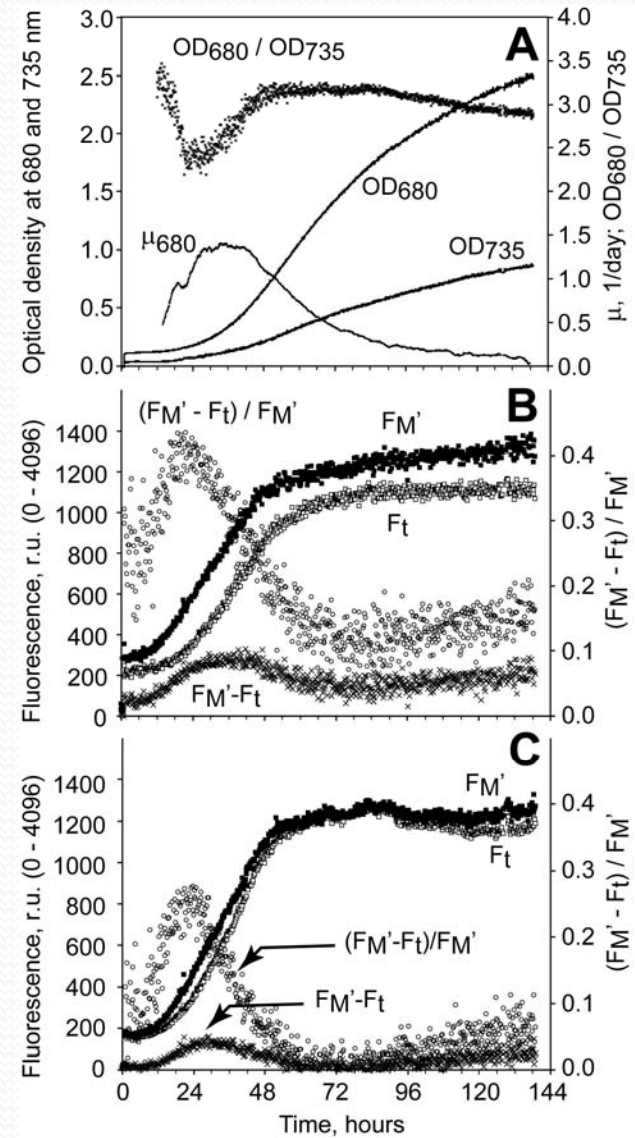 A
Optical density at 680 and 735 nm
3.0
2.5
2.0
1.5
1.0
0.5
0.0
OD680 / OD735
OD680
μ680
OD735
4.0
3.5
3.0
2.5
2.0
1.5
1.0
0.5
0.0
μ, 1/day; OD680 / OD735
B
Fluorescence, r.u. (0 - 4096)
1400
1200
1000
800
600
400
200
0
(FM' - Ft) / FM'
FM'
Ft
FM'-Ft
0.4
0.3
0.2
0.1
0.0
(FM' - Ft) / FM'
C
Fluorescence, r.u. (0 - 4096)
1400
1200
1000
800
600
400
200
0
FM'
Ft
(FM'-Ft)/FM'
FM'-Ft
0.4
0.3
0.2
0.1
0.0
(FM' - Ft) / FM'
0 24 48 72 96 120 144
Time, hours